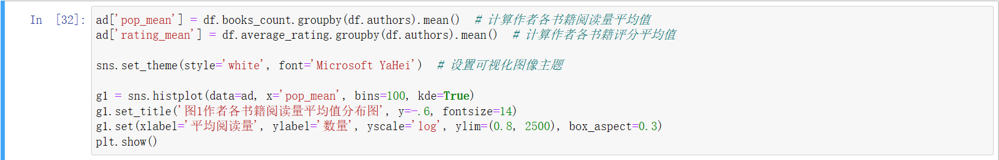 In [32]:
ad['pop_mean'] = df.books_count.groupby(df.authors).mean()  # 计算作者各书籍阅读量平均值
ad['rating_mean'] = df.average_rating.groupby(df.authors).mean()  # 计算作者各书籍评分平均值
sns.set_theme(style='white', font='Microsoft YaHei')  # 设置可视化图像主题
g1 = sns.histplot(data=ad, x='pop_mean', bins=100, kde=True)
g1.set_title('图1作者各书籍阅读量平均值分布图', y=-.6, fontsize=14)
g1.set(xlabel='平均阅读量', ylabel='数量', yscale='log', ylim=(0.8, 2500), box_aspect=0.3)
plt.show()